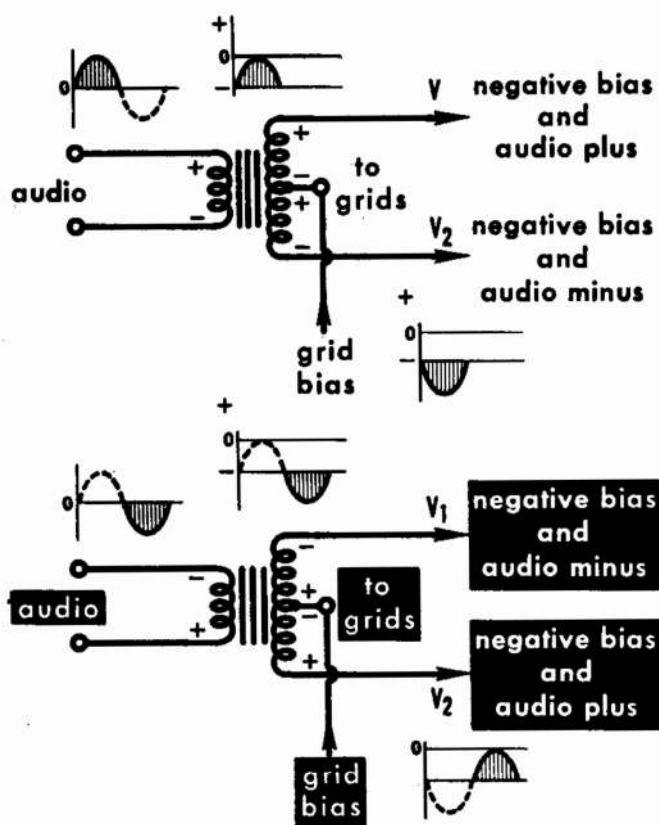 +
0
0
−
V
negative bias
and
audio plus
+
+
−
to
grids
audio
−
+
−
V2
negative bias
and
audio minus
+
0
−
grid
bias
+
0
−
0
V1
negative bias
and
audio minus
−
−
to
grids
audio
+
−
+
+
negative bias
and
audio plus
V2
0
grid
bias